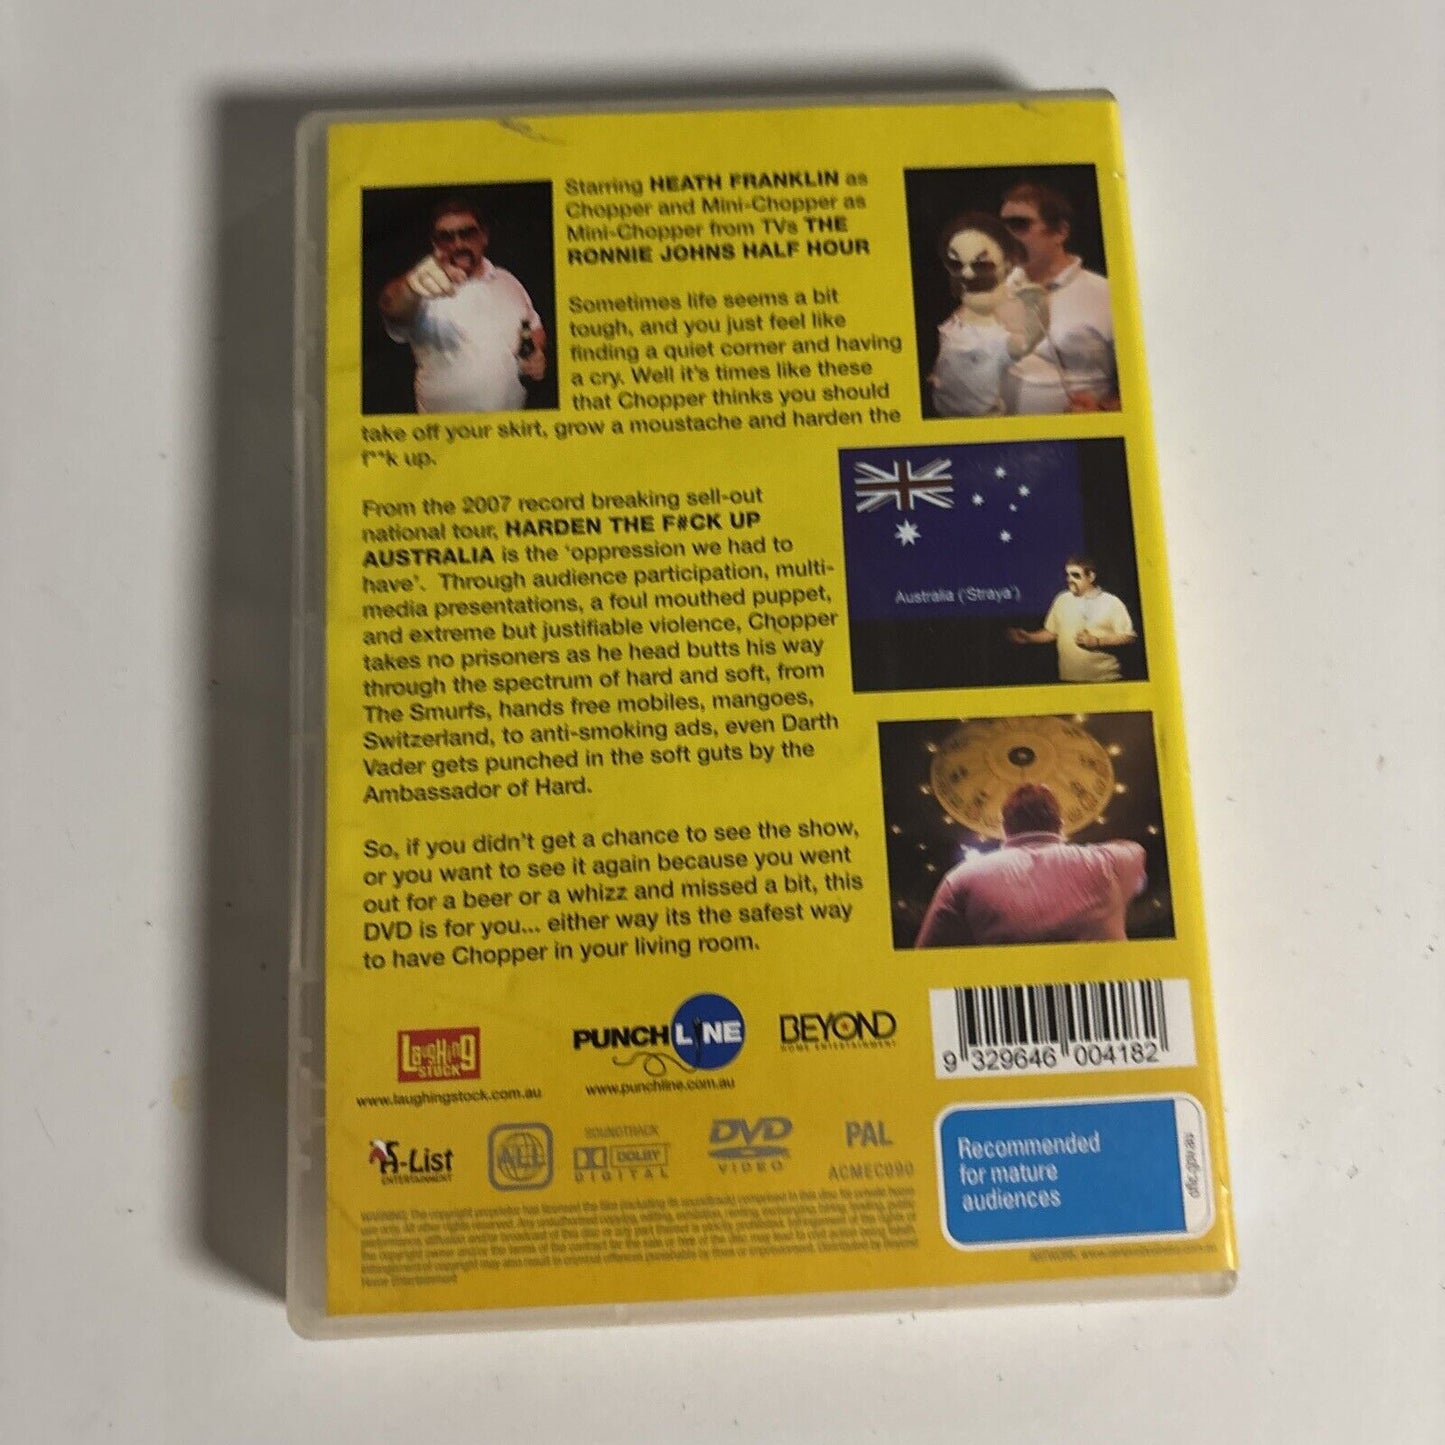 Starring HEATH FRANKLIN as
Chopper and Mini-Chopper as
Mini-Chopper from TVs THE
RONNIE JOHNS HALF HOUR
Sometimes life seems a bit
tough, and you just feel like
finding a quiet corner and having
a cry. Well it's times like these
that Chopper thinks you should
take off your skirt, grow a moustache and harden the
f**k up.
From the 2007 record breaking sell-out
national tour, HARDEN THE F#CK UP
AUSTRALIA is the 'oppression we had to
have'. Through audience participation, multi-
media presentations, a foul mouthed puppet,
and extreme but justifiable violence, Chopper
takes no prisoners as he head butts his way
through the spectrum of hard and soft, from
The Smurfs, hands free mobiles, mangoes,
Switzerland, to anti-smoking ads, even Darth
Vader gets punched in the soft guts by the
Ambassador of Hard.
Australia ('Straya')
So, if you didn't get a chance to see the show,
or you want to see it again because you went
out for a beer or a whizz and missed a bit, this
DVD is for you... either way its the safest way
to have Chopper in your living room.
LaugHing STOCK
www.laughingstock.com.au
PUNCHLINE
www.punchline.com.au
BEYOND
HOME ENTERTAINMENT
9 329646 004182
A-List
ENTERTAINMENT
ALL
SOUNDTRACK
DOLBY
DIGITAL
DVD
VIDEO
PAL
ACMEC090
Recommended
for mature
audiences
oflc.gov.au
Home Entertainment